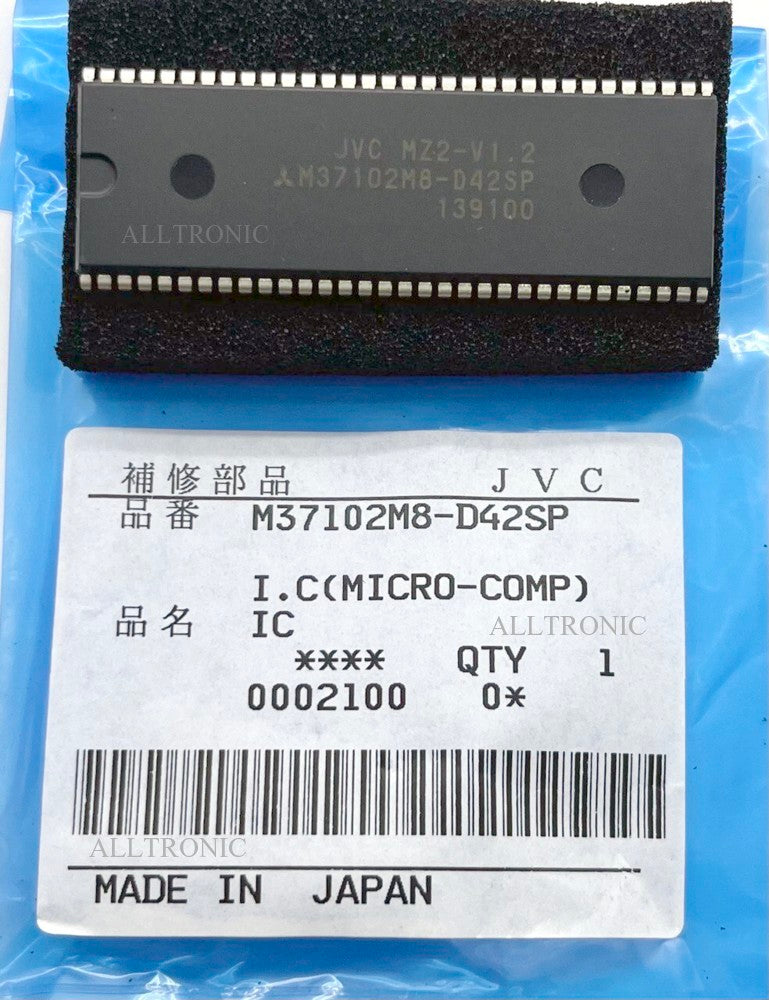 JVC MZ2-V1.2
M37102M8-D42SP
139100
ALLTRONIC
補修部品 JVC
品番 M37102M8-D42SP
I.C(MICRO-COMP)
品名 IC
ALLTRONIC
**** QTY 1
0002100 0*
ALLTRONIC
MADE IN JAPAN